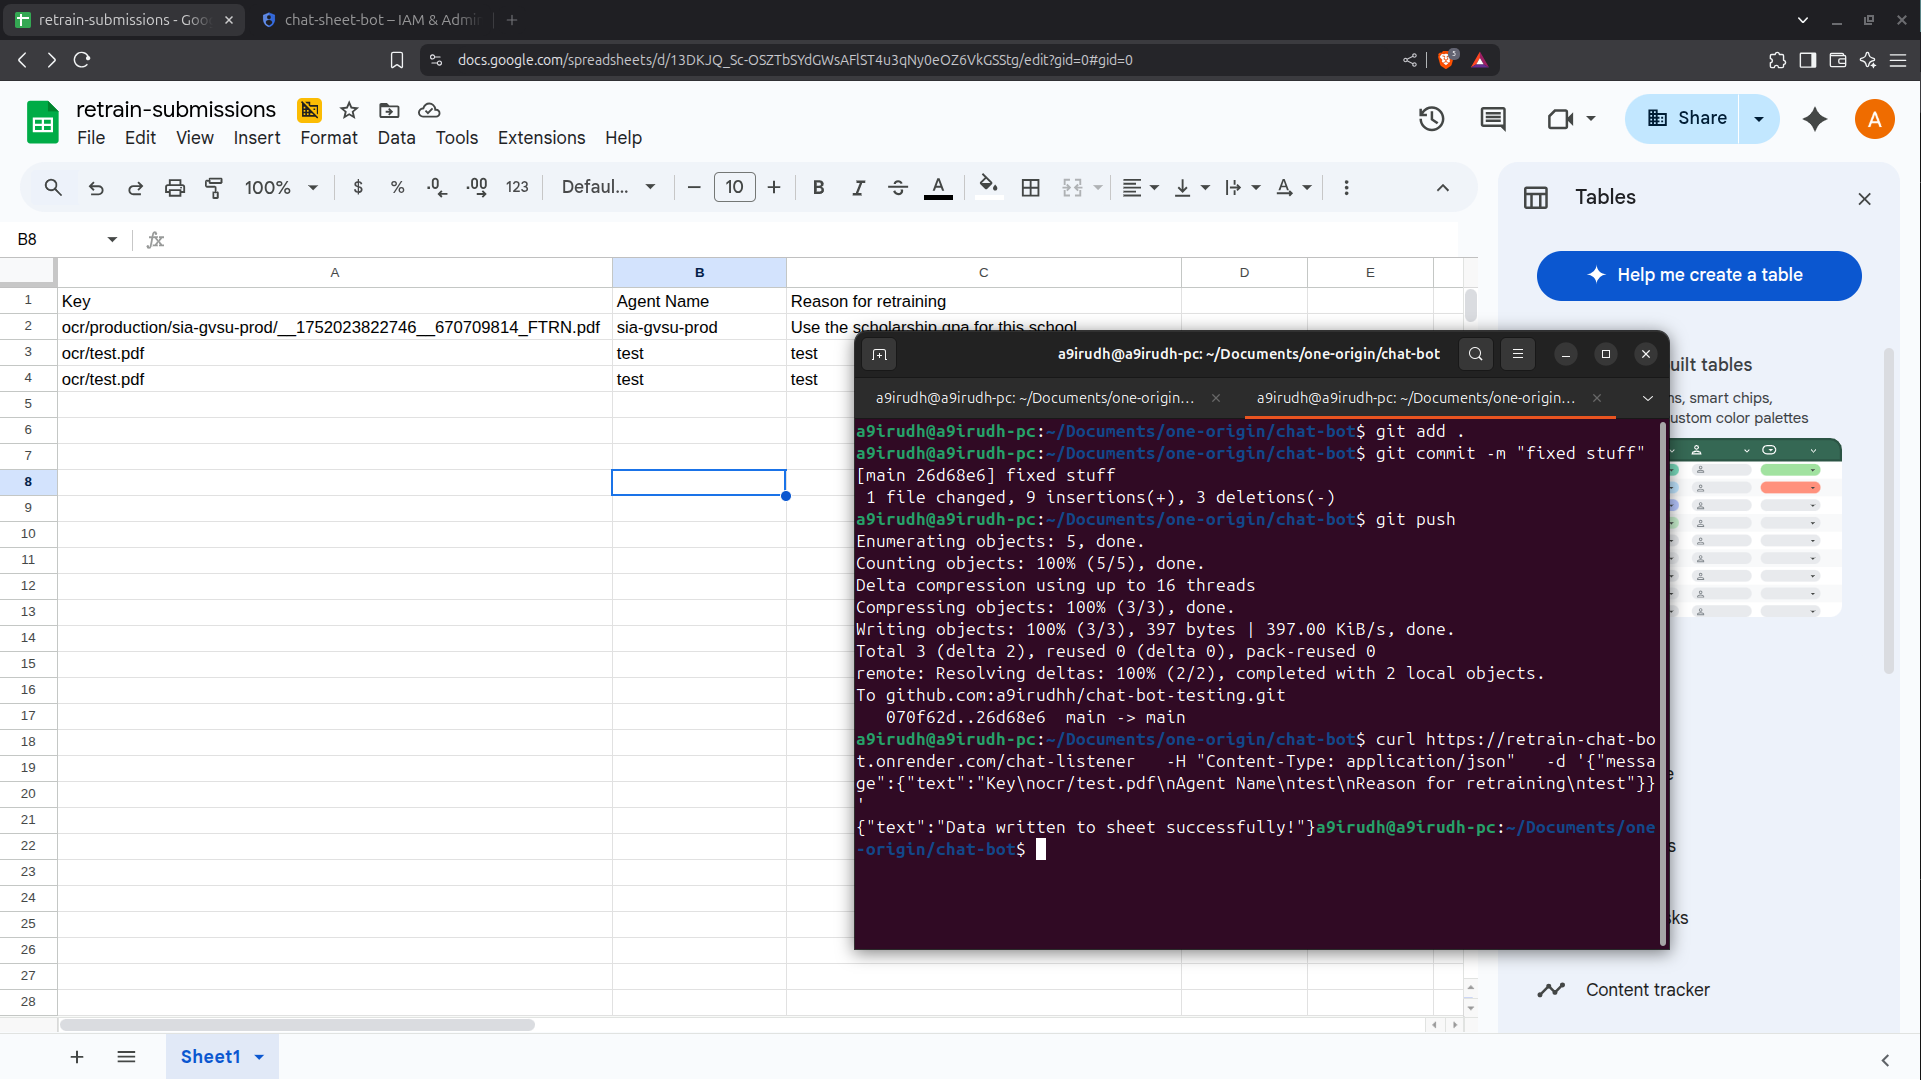 retrain-submissions - Goo
chat-sheet-bot – IAM & Admin
docs.google.com/spreadsheets/d/13DKJQ_Sc-OSZTbSYdGWsAFlST4u3qNy0eOZ6VkGSStg/edit?gid=0#gid=0
5
retrain-submissions
File Edit View Insert Format Data Tools Extensions Help
Share
A
100% $ % .0 .00 123 Defaul... 10 B I A A
Tables
B8
fx
Help me create a table
A B C D E
1 Key Agent Name Reason for retraining
2 ocr/production/sia-gvsu-prod/__1752023822746__670709814_FTRN.pdf sia-gvsu-prod Use the scholarship gpa for this school
3 ocr/test.pdf test test
4 ocr/test.pdf test test
5
6
7
8
9
10
11
12
13
14
15
16
17
18
19
20
21
22
23
24
25
26
27
28
a9irudh@a9irudh-pc: ~/Documents/one-origin/chat-bot
a9irudh@a9irudh-pc: ~/Documents/one-origin... a9irudh@a9irudh-pc: ~/Documents/one-origin...
a9irudh@a9irudh-pc:~/Documents/one-origin/chat-bot$ git add .
a9irudh@a9irudh-pc:~/Documents/one-origin/chat-bot$ git commit -m "fixed stuff"
[main 26d68e6] fixed stuff
1 file changed, 9 insertions(+), 3 deletions(-)
a9irudh@a9irudh-pc:~/Documents/one-origin/chat-bot$ git push
Enumerating objects: 5, done.
Counting objects: 100% (5/5), done.
Delta compression using up to 16 threads
Compressing objects: 100% (3/3), done.
Writing objects: 100% (3/3), 397 bytes | 397.00 KiB/s, done.
Total 3 (delta 2), reused 0 (delta 0), pack-reused 0
remote: Resolving deltas: 100% (2/2), completed with 2 local objects.
To github.com:a9irudhh/chat-bot-testing.git
070f62d..26d68e6  main -> main
a9irudh@a9irudh-pc:~/Documents/one-origin/chat-bot$ curl https://retrain-chat-bo
t.onrender.com/chat-listener   -H "Content-Type: application/json"   -d '{"messa
ge":{"text":"Key\nocr/test.pdf\nAgent Name\ntest\nReason for retraining\ntest"}}
'
{"text":"Data written to sheet successfully!"}a9irudh@a9irudh-pc:~/Documents/one
-origin/chat-bot$
uilt tables
ns, smart chips,
ustom color palettes
e
s
sks
Content tracker
Sheet1